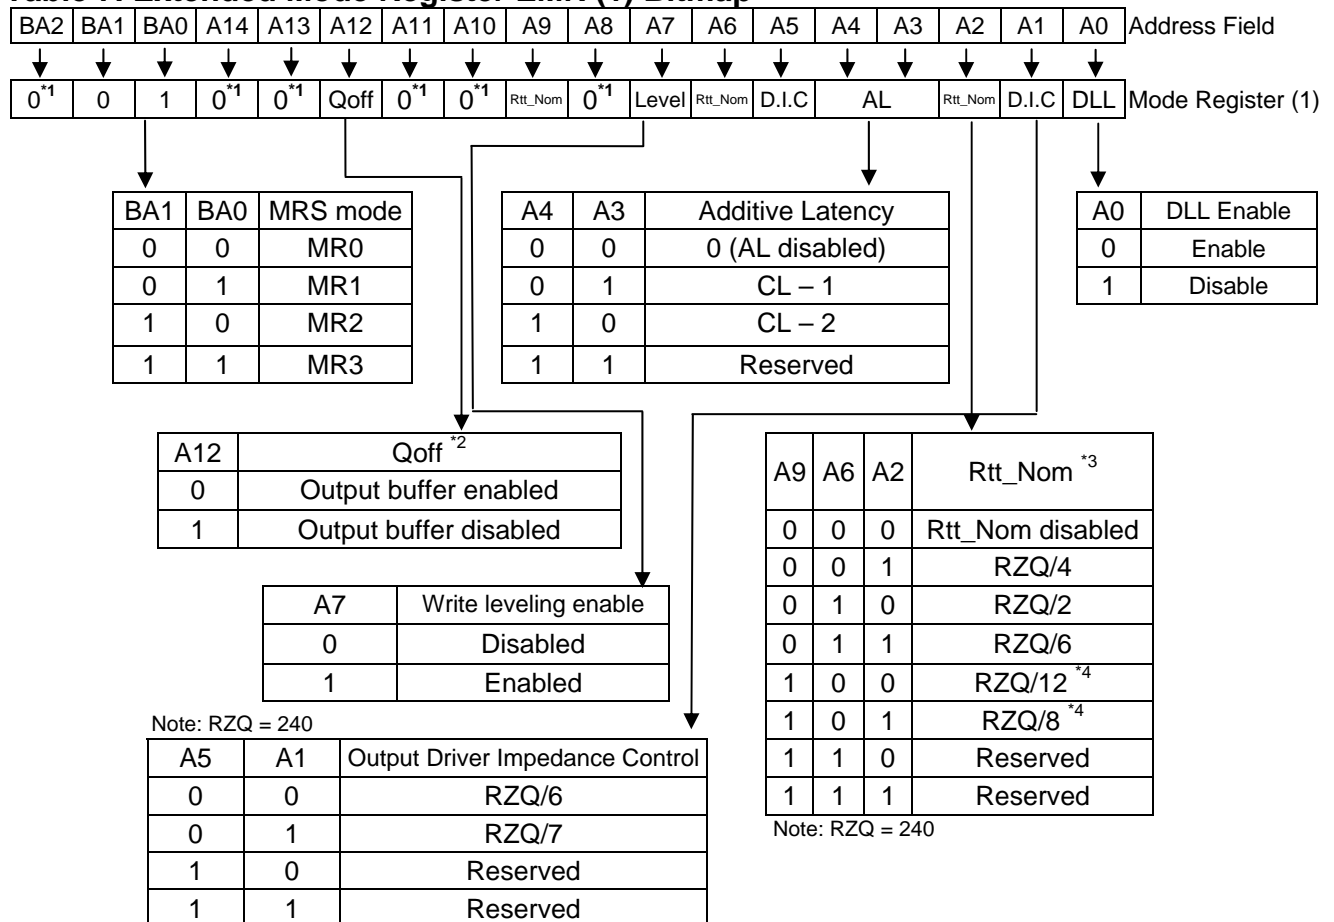 BA2 BA1 BA0 A14 A13 A12 A11 A10 A9 A8 A7 A6 A5 A4 A3 A2 A1 A0 Address Field
0*1 0 1 0*1 0*1 Qoff 0*1 0*1 Rtt_Nom 0*1 Level Rtt_Nom D.I.C AL Rtt_Nom D.I.C DLL Mode Register (1)
BA1 BA0 MRS mode
0 0 MR0
0 1 MR1
1 0 MR2
1 1 MR3
A4 A3 Additive Latency
0 0 0 (AL disabled)
0 1 CL – 1
1 0 CL – 2
1 1 Reserved
A0 DLL Enable
0 Enable
1 Disable
A12 Qoff *2
0 Output buffer enabled
1 Output buffer disabled
A7 Write leveling enable
0 Disabled
1 Enabled
Note: RZQ = 240
A5 A1 Output Driver Impedance Control
0 0 RZQ/6
0 1 RZQ/7
1 0 Reserved
1 1 Reserved
A9 A6 A2 Rtt_Nom *3
0 0 0 Rtt_Nom disabled
0 0 1 RZQ/4
0 1 0 RZQ/2
0 1 1 RZQ/6
1 0 0 RZQ/12 *4
1 0 1 RZQ/8 *4
1 1 0 Reserved
1 1 1 Reserved
Note: RZQ = 240